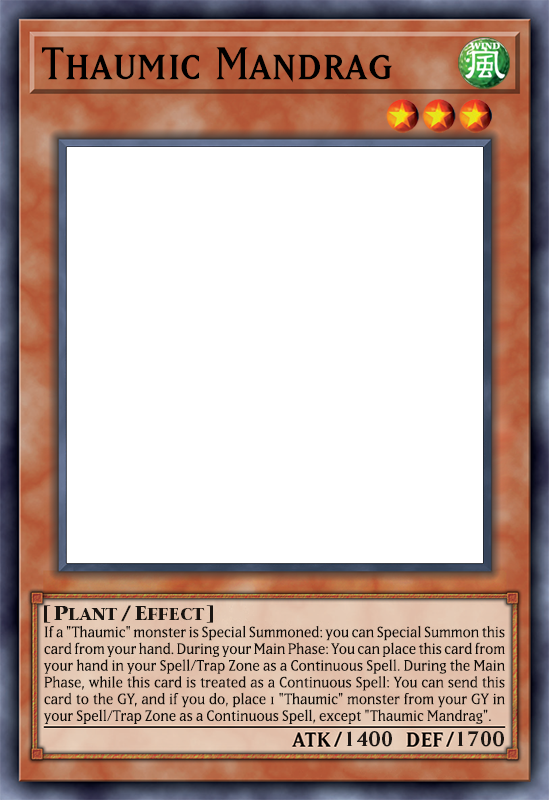 Thaumic Mandrag
WIND
風
[ Plant / Effect ]
If a "Thaumic" monster is Special Summoned: you can Special Summon this
card from your hand. During your Main Phase: You can place this card from
your hand in your Spell/Trap Zone as a Continuous Spell. During the Main
Phase, while this card is treated as a Continuous Spell: You can send this
card to the GY, and if you do, place 1 "Thaumic" monster from your GY in
your Spell/Trap Zone as a Continuous Spell, except "Thaumic Mandrag".
ATK/1400 DEF/1700